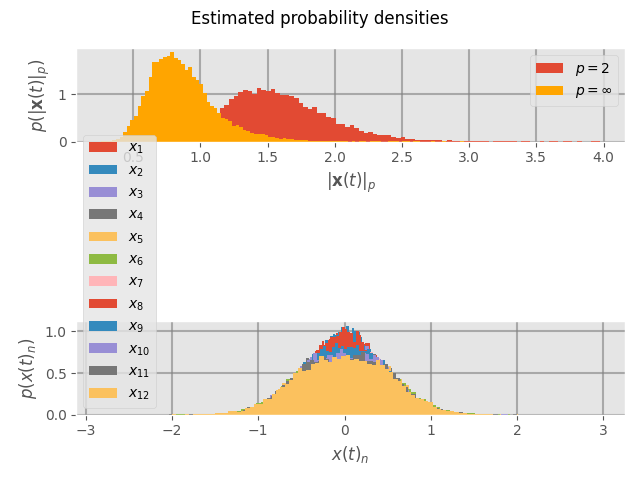 Estimated probability densities
p(|x(t)|_p)
1
0
p = 2
p = ∞
0.5 1.0 1.5 2.0 2.5 3.0 3.5 4.0
|x(t)|_p
x_1
x_2
x_3
x_4
x_5
x_6
x_7
x_8
x_9
x_10
x_11
x_12
p(x(t)_n)
1.0
0.5
0.0
−3 −2 −1 0 1 2 3
x(t)_n